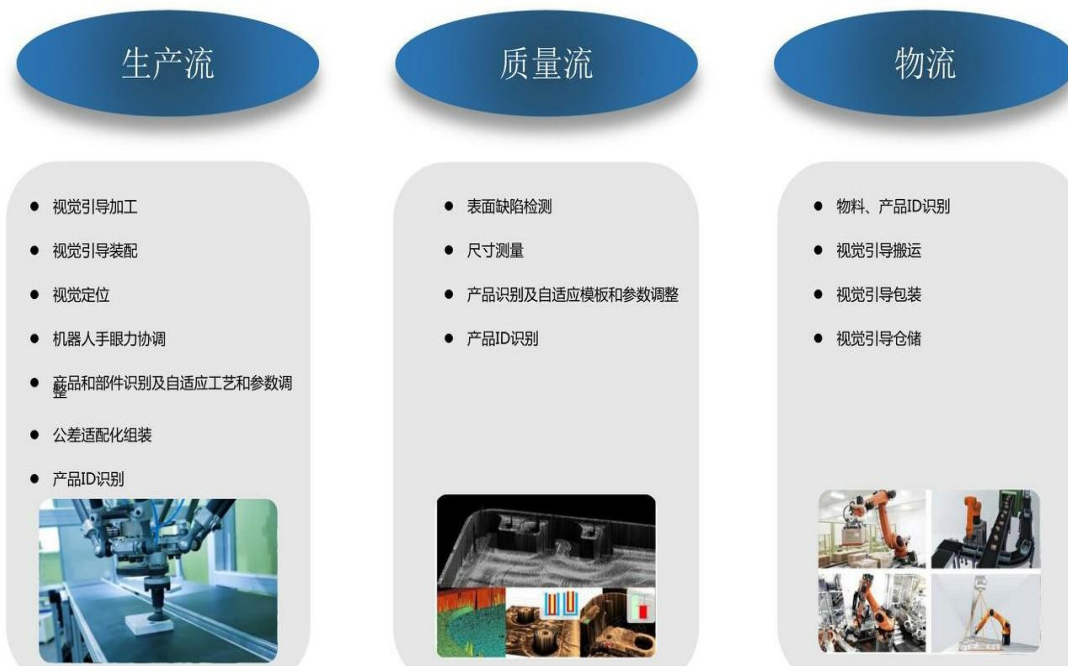 生产流
视觉引导加工
视觉引导装配
视觉定位
机器人手眼力协调
产品和部件识别及自适应工艺和参数调
整
公差适配化组装
产品ID识别
质量流
表面缺陷检测
尺寸测量
产品识别及自适应模板和参数调整
产品ID识别
物流
物料、产品ID识别
视觉引导搬运
视觉引导包装
视觉引导仓储